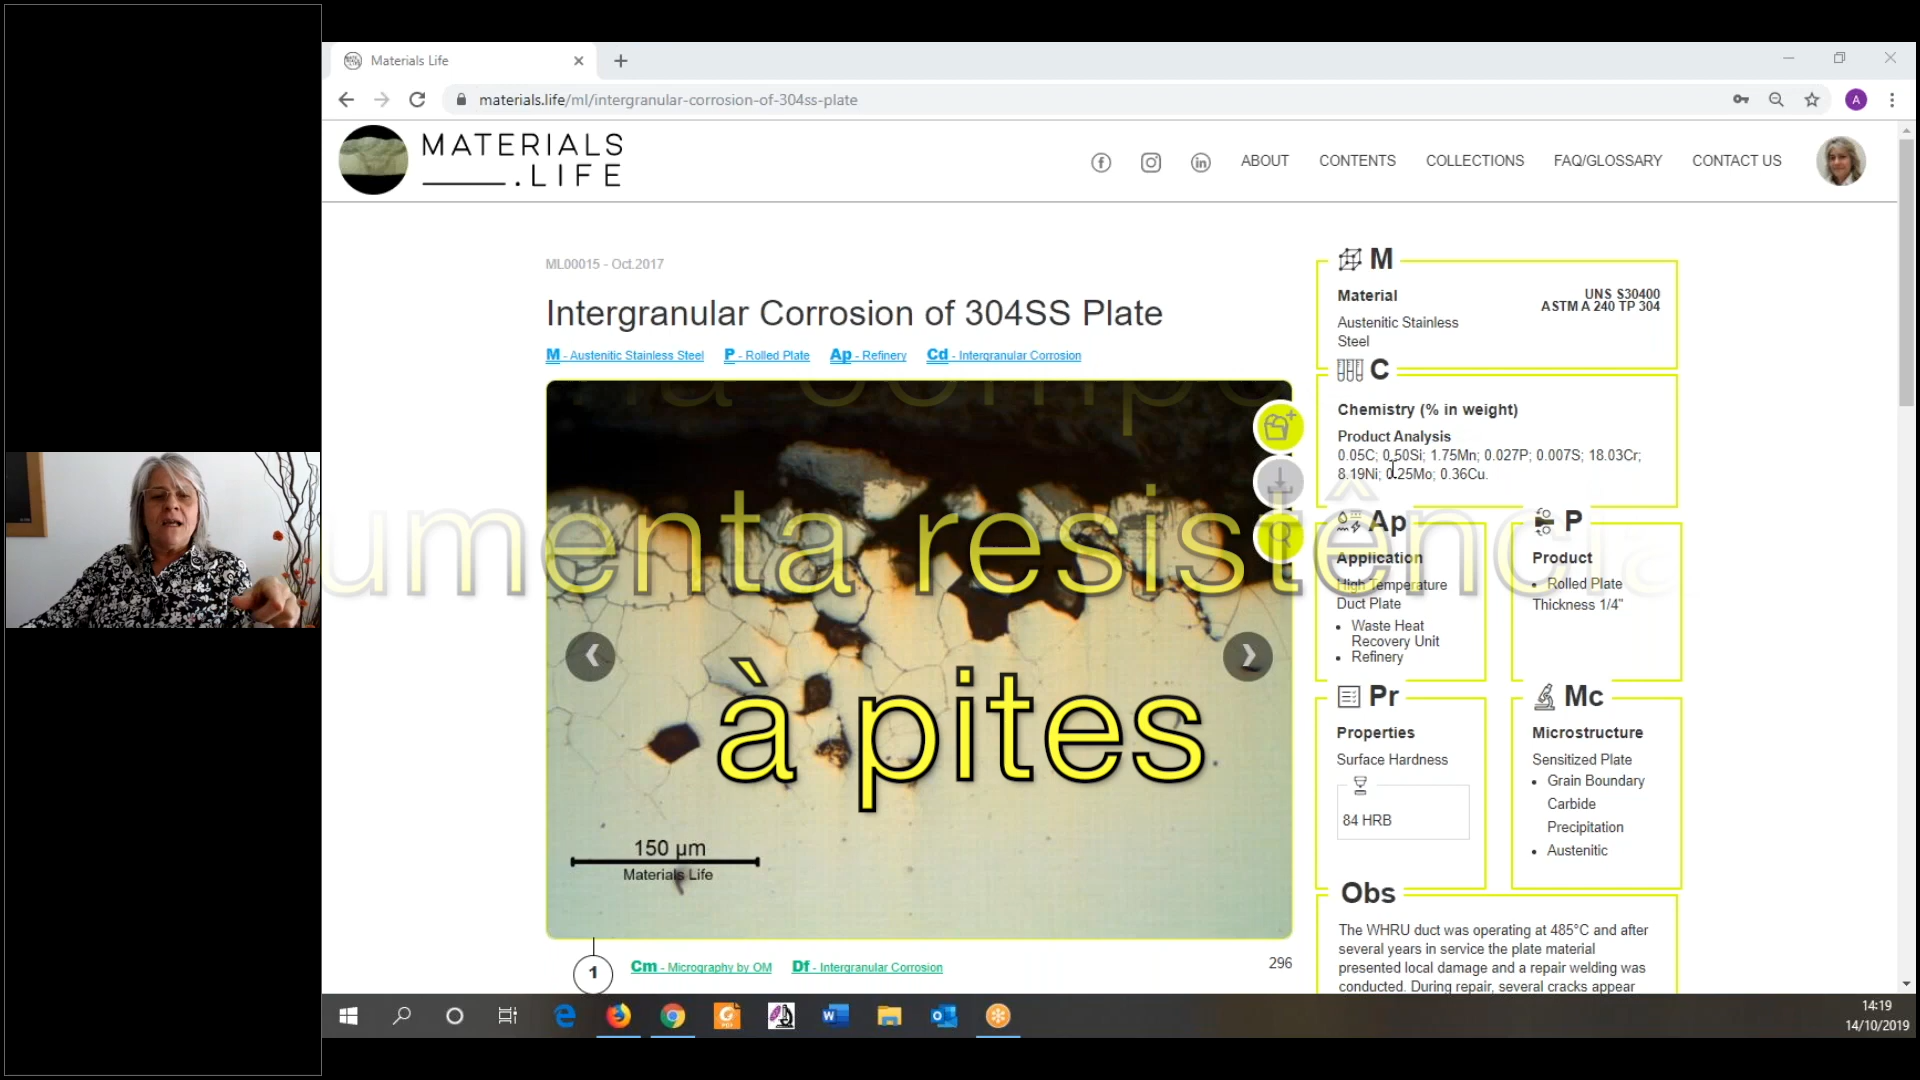 Materials Life
materials.life/ml/intergranular-corrosion-of-304ss-plate
A
MATERIALS
.LIFE
ABOUT
CONTENTS
COLLECTIONS
FAQ/GLOSSARY
CONTACT US
ML00015 - Oct.2017
Intergranular Corrosion of 304SS Plate
M - Austenitic Stainless Steel
P - Rolled Plate
Ap - Refinery
Cd - Intergranular Corrosion
umenta resistência
à pites
150 µm
Materials Life
1
Cm - Micrography by OM
Df - Intergranular Corrosion
296
M
Material
UNS S30400
ASTM A 240 TP 304
Austenitic Stainless
Steel
C
Chemistry (% in weight)
Product Analysis
0.05C; 0.50Si; 1.75Mn; 0.027P; 0.007S; 18.03Cr;
8.19Ni; 0.25Mo; 0.36Cu.
Ap
Application
High Temperature
Duct Plate
• Waste Heat
Recovery Unit
• Refinery
P
Product
• Rolled Plate
Thickness 1/4"
Pr
Properties
Surface Hardness
84 HRB
Mc
Microstructure
Sensitized Plate
• Grain Boundary
Carbide
Precipitation
• Austenitic
Obs
The WHRU duct was operating at 485°C and after
several years in service the plate material
presented local damage and a repair welding was
conducted. During repair, several cracks appear
14:19
14/10/2019